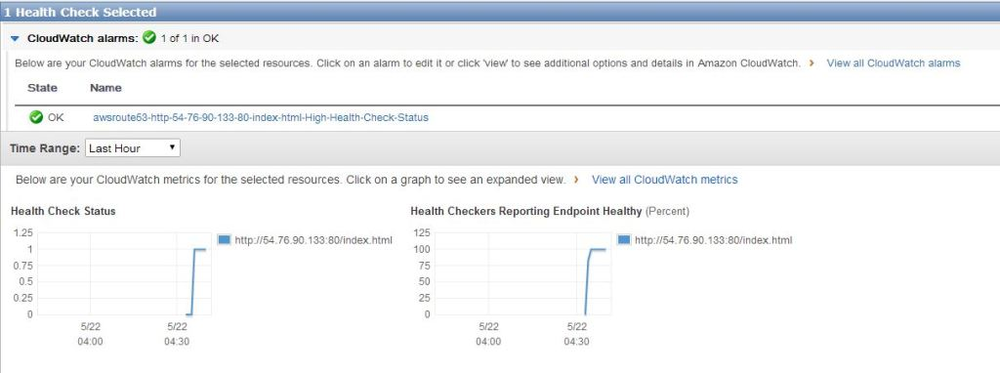 1 Health Check Selected
CloudWatch alarms: 1 of 1 in OK
Below are your CloudWatch alarms for the selected resources. Click on an alarm to edit it or click 'view' to see additional options and details in Amazon CloudWatch. › View all CloudWatch alarms
State Name
OK awsroute53-http-54-76-90-133-80-index-html-High-Health-Check-Status
Time Range: Last Hour
Below are your CloudWatch metrics for the selected resources. Click on a graph to see an expanded view. › View all CloudWatch metrics
Health Check Status
1.25
1
0.75
0.5
0.25
0
5/22 5/22
04:00 04:30
http://54.76.90.133:80/index.html
Health Checkers Reporting Endpoint Healthy (Percent)
125
100
75
50
25
0
5/22 5/22
04:00 04:30
http://54.76.90.133:80/index.html